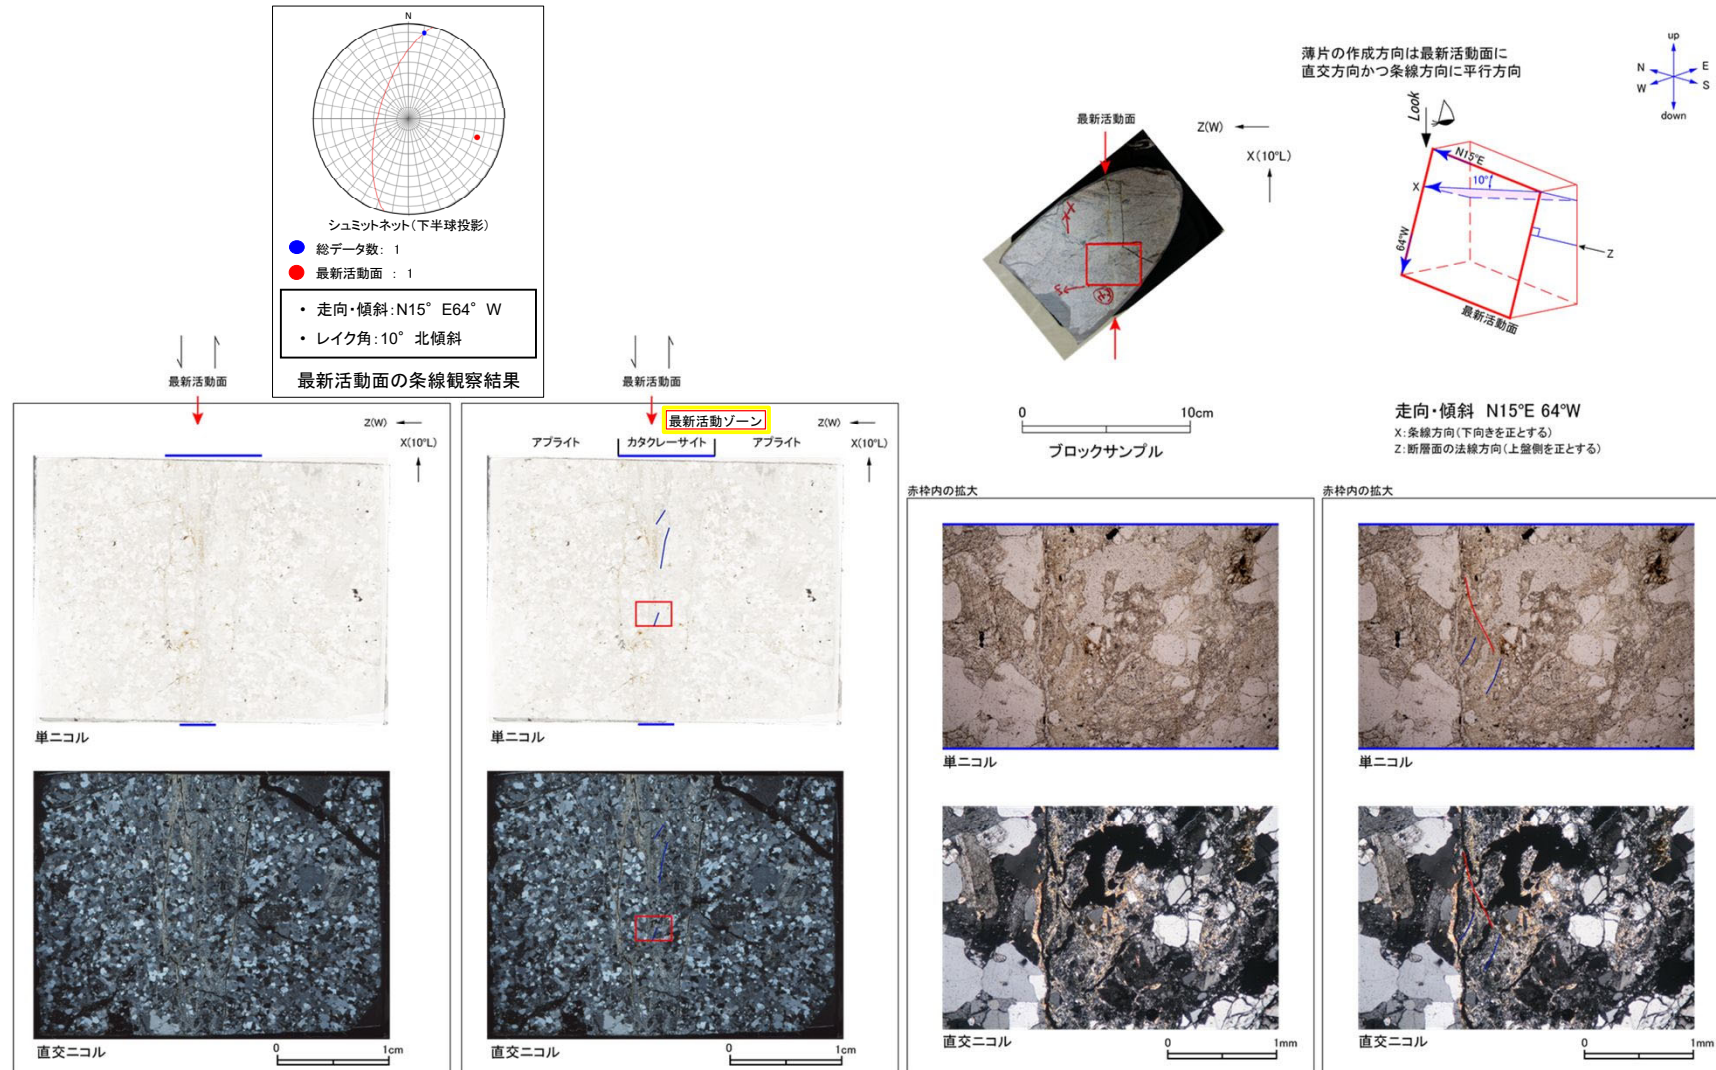 N
シュミットネット(下半球投影)
総データ数: 1
最新活動面 : 1
・ 走向・傾斜:N15° E64° W
・ レイク角:10° 北傾斜
最新活動面の条線観察結果
最新活動面
Z(W)
X(10°L)
単ニコル
直交ニコル
0 1cm
最新活動面
最新活動ゾーン
アプライト カタクレーサイト アプライト
Z(W)
X(10°L)
単ニコル
直交ニコル
0 1cm
最新活動面
Z(W)
X(10°L)
0 10cm
ブロックサンプル
薄片の作成方向は最新活動面に
直交方向かつ条線方向に平行方向
up
N E
W S
down
Look
N15°E
X 10°
64°W
Z
最新活動面
走向・傾斜 N15°E 64°W
X:条線方向(下向きを正とする)
Z:断層面の法線方向(上盤側を正とする)
赤枠内の拡大
単ニコル
直交ニコル
0 1mm
赤枠内の拡大
単ニコル
直交ニコル
0 1mm